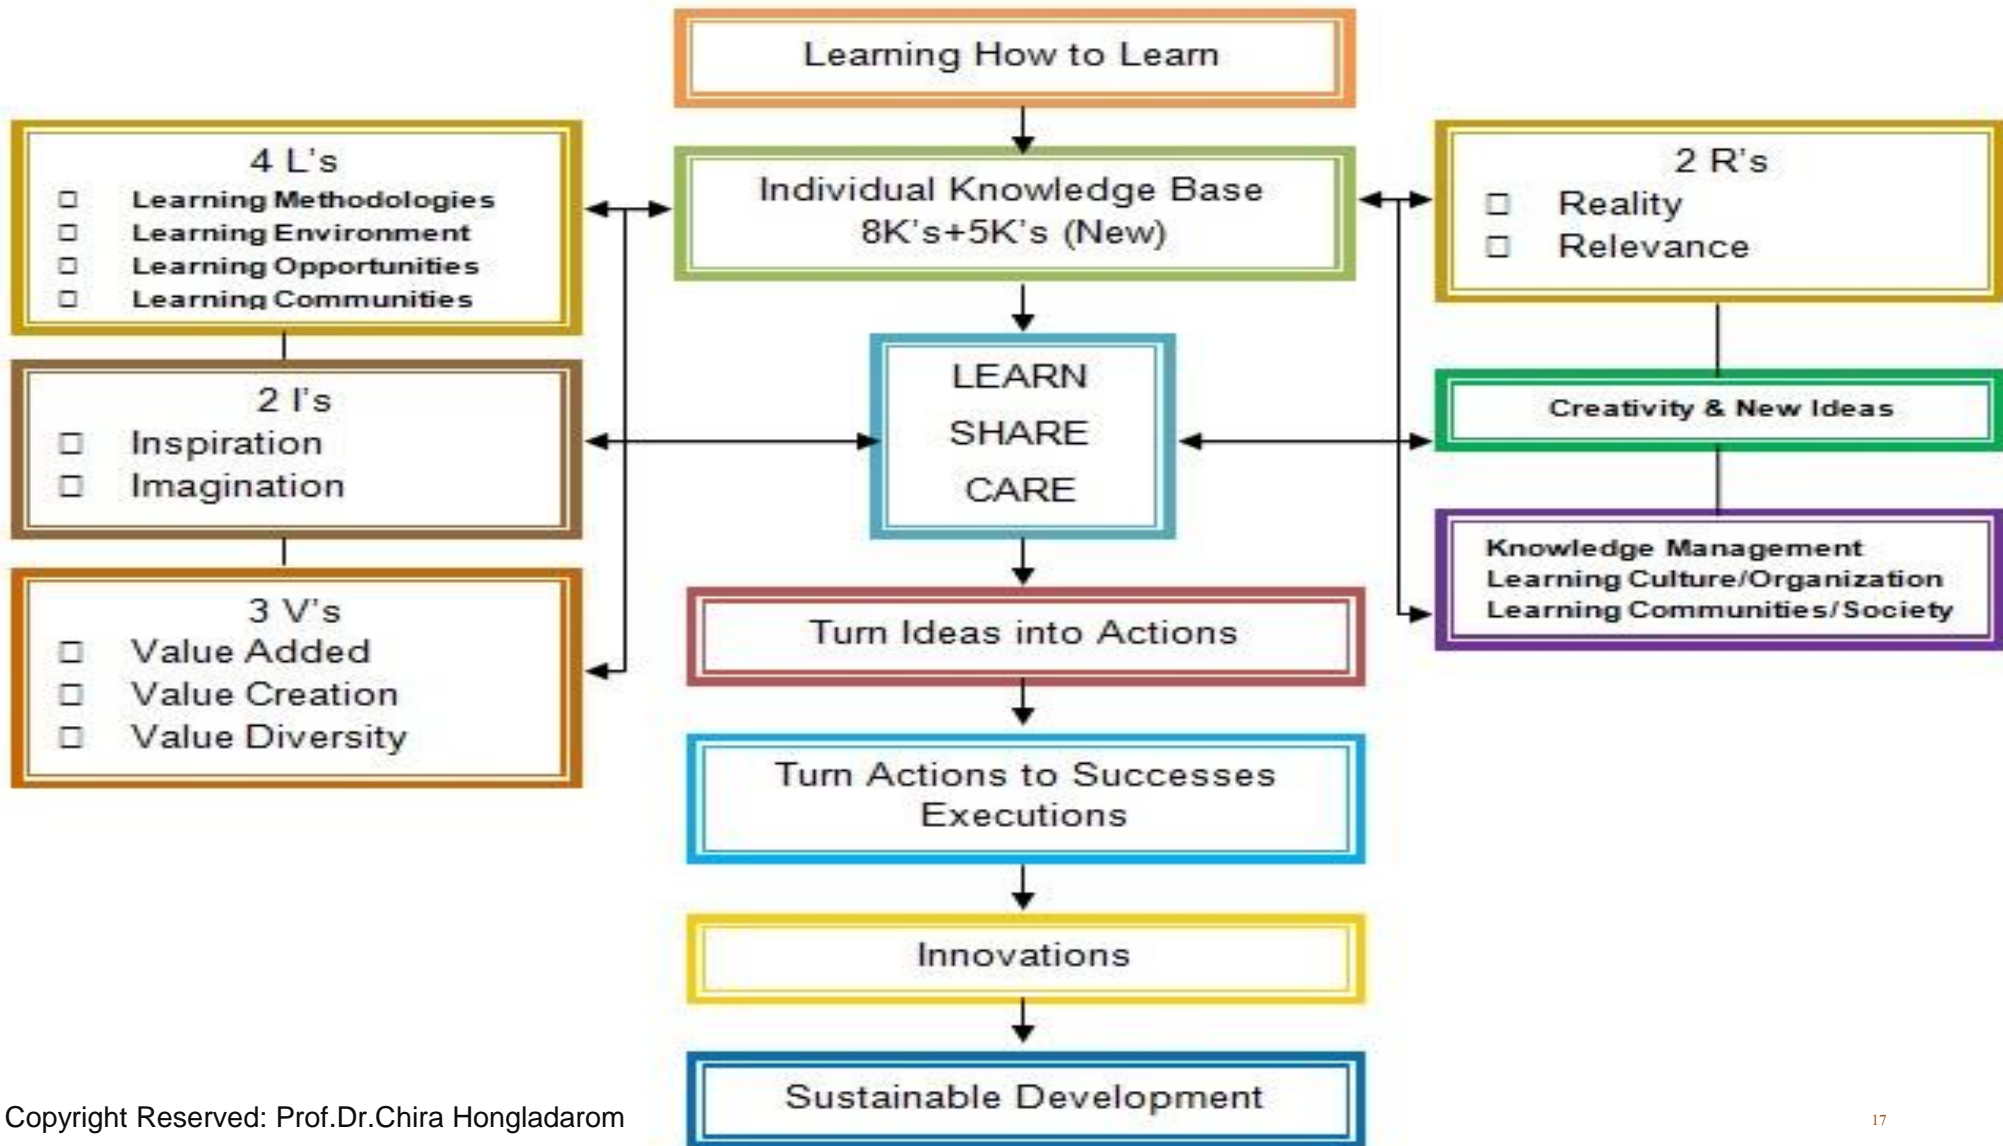 Learning How to Learn
4 L's
□ Learning Methodologies
□ Learning Environment
□ Learning Opportunities
□ Learning Communities
2 I's
□ Inspiration
□ Imagination
3 V's
□ Value Added
□ Value Creation
□ Value Diversity
Individual Knowledge Base
8K's+5K's (New)
LEARN
SHARE
CARE
Turn Ideas into Actions
Turn Actions to Successes
Executions
Innovations
Sustainable Development
2 R's
□ Reality
□ Relevance
Creativity & New Ideas
Knowledge Management
Learning Culture/Organization
Learning Communities/Society
Copyright Reserved: Prof.Dr.Chira Hongladarom
17